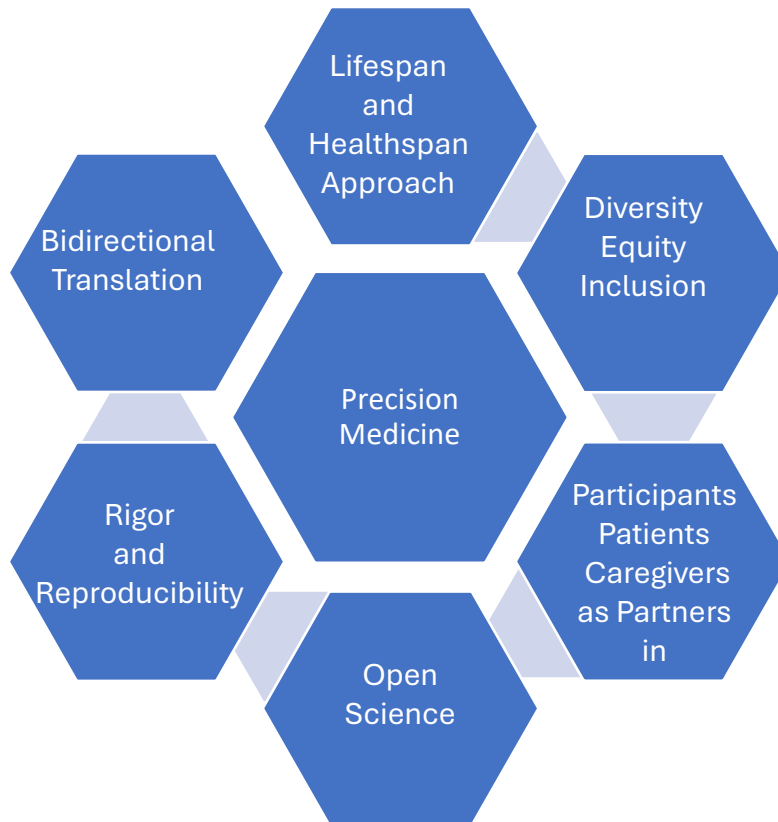 Lifespan
and
Healthspan
Approach
Diversity
Equity
Inclusion
Participants
Patients
Caregivers
as Partners
in
Open
Science
Rigor
and
Reproducibility
Bidirectional
Translation
Precision
Medicine